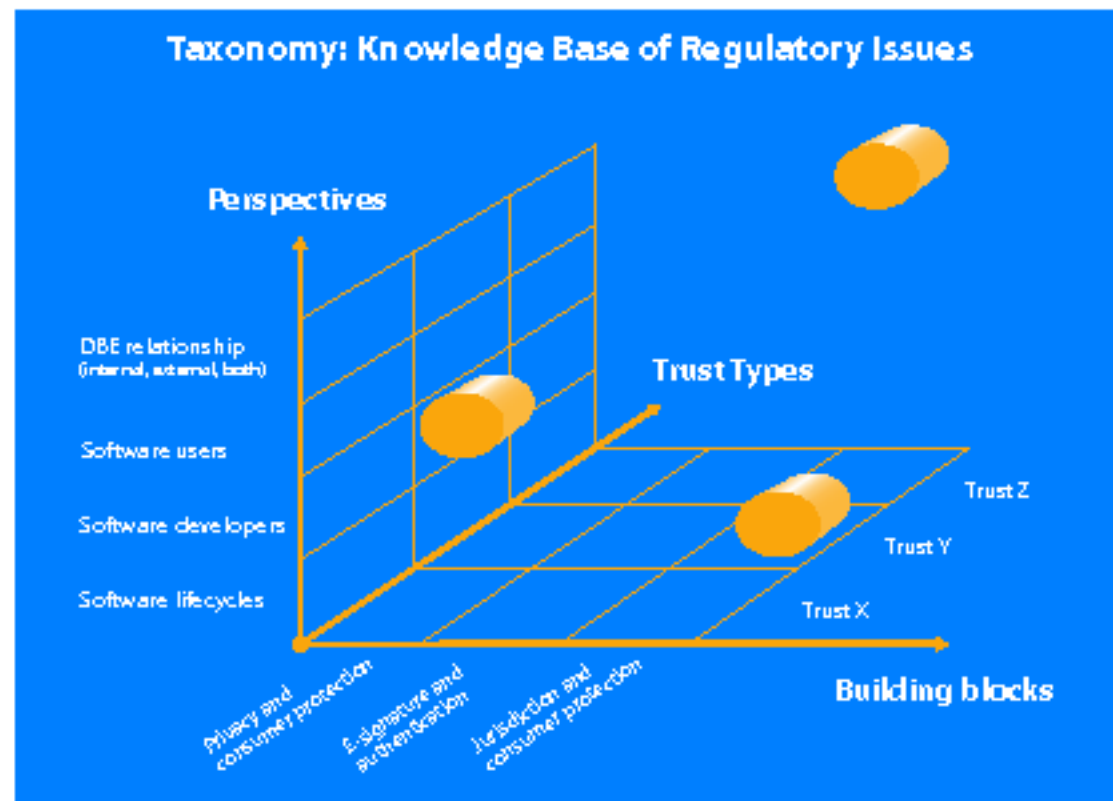 Taxonomy: Knowledge Base of Regulatory Issues
Perspectives
DBE relationship
(internal, external, both)
Software users
Software developers
Software lifecycles
Trust Types
Trust Z
Trust Y
Trust X
Building blocks
Privacy and
consumer protection
E-signature and
authentication
Jurisdiction and
consumer protection